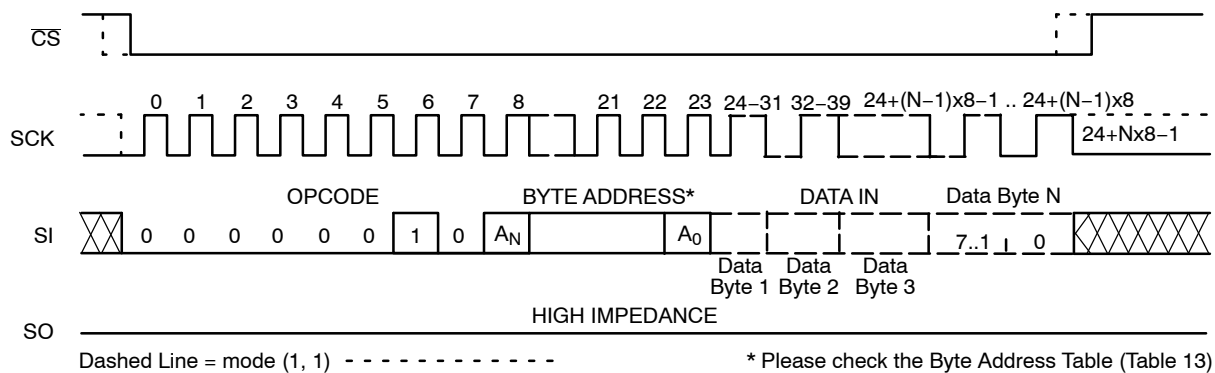 CS
0 1 2 3 4 5 6 7 8 21 22 23 24−31 32−39 24+(N−1)x8−1 .. 24+(N−1)x8
SCK
24+Nx8−1
OPCODE BYTE ADDRESS* DATA IN Data Byte N
SI
0 0 0 0 0 0 1 0 AN A0 7..1 0
Data Byte 1
Data Byte 2
Data Byte 3
HIGH IMPEDANCE
SO
Dashed Line = mode (1, 1) * Please check the Byte Address Table (Table 13)